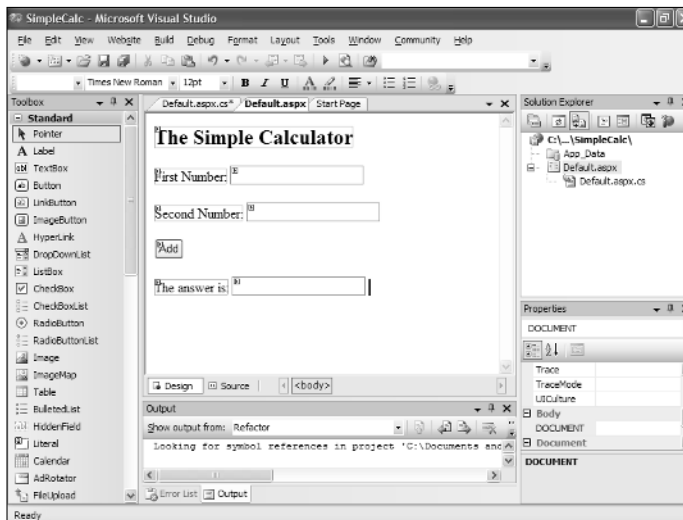 SimpleCalc - Microsoft Visual Studio
File Edit View Website Build Debug Format Layout Tools Window Community Help
Times New Roman 12pt B I U A
Toolbox
Standard
Pointer
A Label
abl TextBox
ab Button
LinkButton
ImageButton
A HyperLink
DropDownList
ListBox
CheckBox
CheckBoxList
RadioButton
RadioButtonList
Image
ImageMap
Table
BulletedList
HiddenField
Literal
Calendar
AdRotator
FileUpload
Default.aspx.cs* Default.aspx Start Page
The Simple Calculator
First Number:
Second Number:
Add
The answer is:
Design Source <body>
Output
Show output from: Refactor
Looking for symbol references in project 'C:\Documents and
Error List Output
Solution Explorer
C:\...\SimpleCalc\
App_Data
Default.aspx
Default.aspx.cs
Properties
DOCUMENT
Trace
TraceMode
UICulture
Body
DOCUMENT
Document
DOCUMENT
Ready